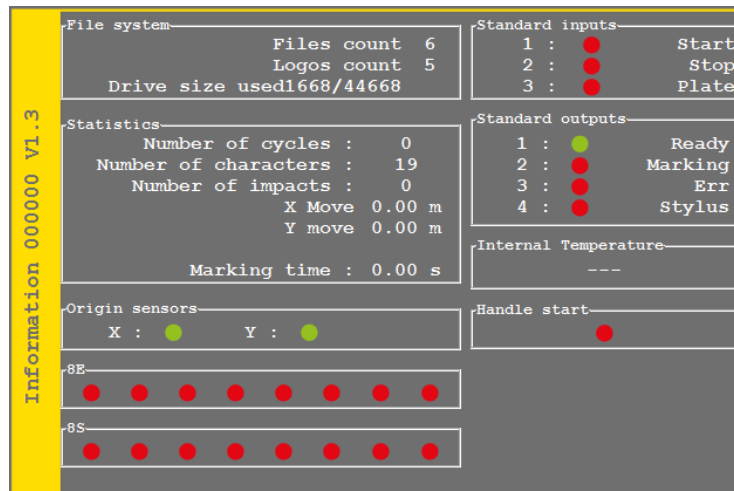 Information 000000 V1.3
File system
Files count 6
Logos count 5
Drive size used1668/44668
Statistics
Number of cycles : 0
Number of characters : 19
Number of impacts : 0
X Move 0.00 m
Y move 0.00 m
Marking time : 0.00 s
Origin sensors
X : Y :
8E
8S
Standard inputs
1 : Start
2 : Stop
3 : Plate
Standard outputs
1 : Ready
2 : Marking
3 : Err
4 : Stylus
Internal Temperature
---
Handle start